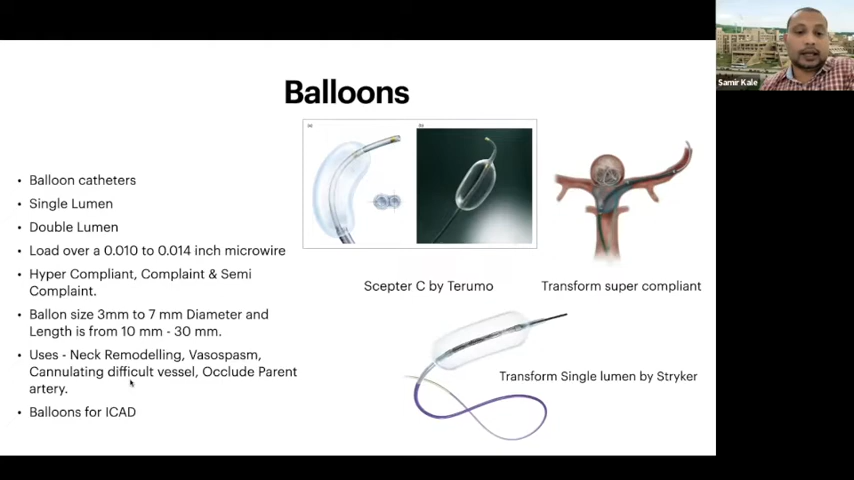 Balloons
Balloon catheters
Single Lumen
Double Lumen
Load over a 0.010 to 0.014 inch microwire
Hyper Compliant, Complaint & Semi
Complaint.
Ballon size 3mm to 7 mm Diameter and
Length is from 10 mm - 30 mm.
Uses - Neck Remodelling, Vasospasm,
Cannulating difficult vessel, Occlude Parent
artery.
Balloons for ICAD
(a)
(b)
Scepter C by Terumo
Transform super compliant
Transform Single lumen by Stryker
Samir Kale